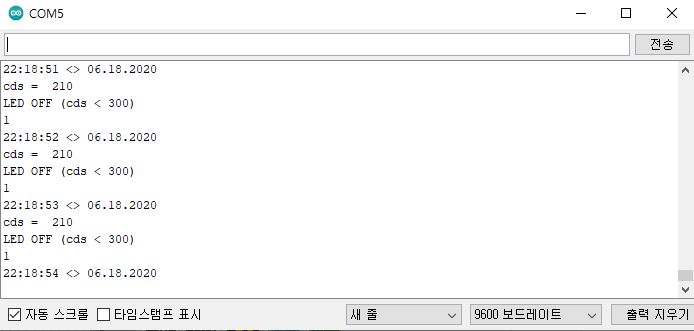 COM5
전송
22:18:51 <> 06.18.2020
cds =  210
LED OFF (cds < 300)
1
22:18:52 <> 06.18.2020
cds =  210
LED OFF (cds < 300)
1
22:18:53 <> 06.18.2020
cds =  210
LED OFF (cds < 300)
1
22:18:54 <> 06.18.2020
자동 스크롤 타임스탬프 표시 새 줄 9600 보드레이트 출력 지우기